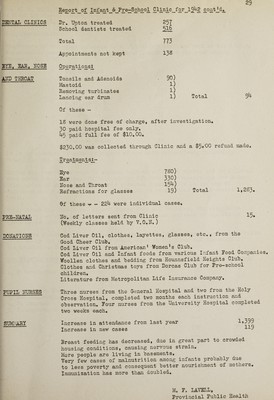 29
Report of Infant & Pre-School Clinic for 1942 cont'd.
DENTAL CLINICS Dr. Upton treated 257
School dentists treated 516
Total 773
Appointments not kept 138
EYE, EAR, NOSE Operational
AND THROAT Tonsils and Adenoids 90)
Mastoid 1)
Removing turbinates 1)
Lancing ear drum 1) Total 94
Of these -
16 were done free of charge, after investigation.
30 paid hospital fee only.
45 paid full fee of $10.00.
$230.00 was collected through Clinic and a $5.00 refund made.
Treatments-
Eye 780)
Ear 330)
Nose and Throat 154)
Refractions for glasses 15) Total 1,283.
Of these - - 224 were individual cases.
PRE-NATAL No. of letters sent from Clinic 15.
(Weekly classes held by V.O.N.)
DONATIONS Cod Liver Oil, clothes, layettes, glasses, etc., from the
Good Cheer Club.
Cod Liver Oil from American' Women's Club.
Cod Liver Oil and Infant foods from various Infant Food Companies.
Woollen clothes and bedding from Hounsfield Heights Club.
Clothes and Christmas toys from Barnes Club for Pre-school
children.
Literature from Metropolitan Life Insurance Company.
PUPIL NURSES Three nurses from the General Hospital and two from the Holy
Cross Hospital, completed two months each instruction and
observation. Four nurses from the University Hospital completed
two weeks each.
SUMMARY Increase in attendance from last year 1,399
Increase in new cases 119
Breast feeding has decreased, due in great part to crowded
housing conditions, causing nervous strain.
More people are living in basements.
Very few cases of malnutrition among infants probably due
to less poverty and consequent better nourishment of mothers.
Immunization has more than doubled.
M. F. LAVELL,
Provincial Public Health